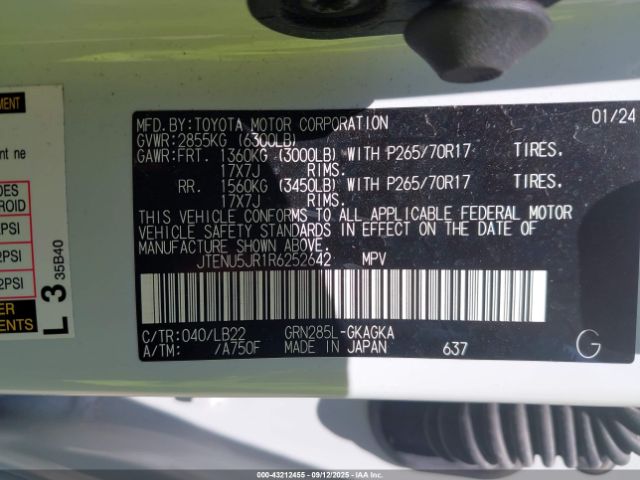 MFD.BY:TOYOTA MOTOR CORPORATION 01/24
GVWR:2855KG (6300LB)
GAWR:FRT. 1360KG (3000LB) WITH P265/70R17 TIRES.
17X7J RIMS.
RR. 1560KG (3450LB) WITH P265/70R17 TIRES.
17X7J RIMS.
THIS VEHICLE CONFORMS TO ALL APPLICABLE FEDERAL MOTOR
VEHICLE SAFETY STANDARDS IN EFFECT ON THE DATE OF
MANUFACTURE SHOWN ABOVE.
JTENU5JR1R6252642 MPV
C/TR:040/LB22 GRN285L-GKAGKA
A/TM: /A750F MADE IN JAPAN 637 G
L 3 35B40
00-43212455 - 09/12/2025 - IAAI